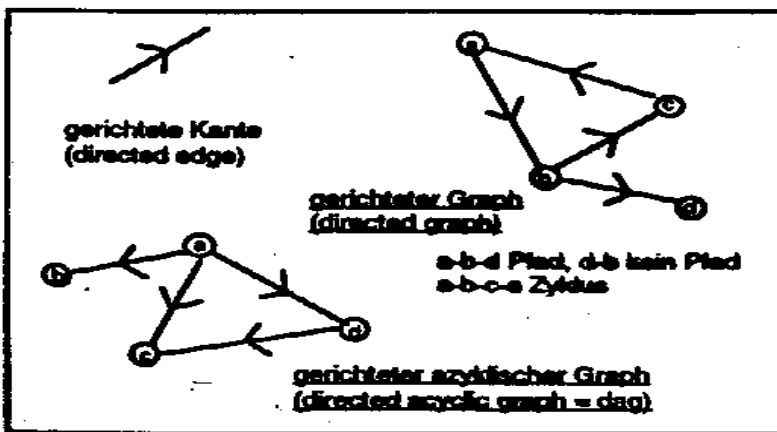 gerichtete Kante
(directed edge)
a
c
b
d
gerichteter Graph
(directed graph)
a-b-d Pfad, d-b kein Pfad
a-b-c-a Zyklus
a
b
c
d
gerichteter azyklischer Graph
(directed acyclic graph = dag)